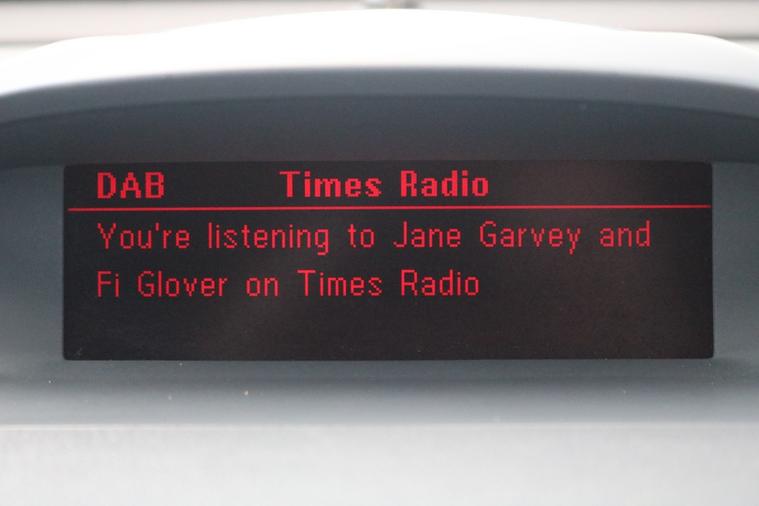 DAB Times Radio
You're listening to Jane Garvey and
Fi Glover on Times Radio